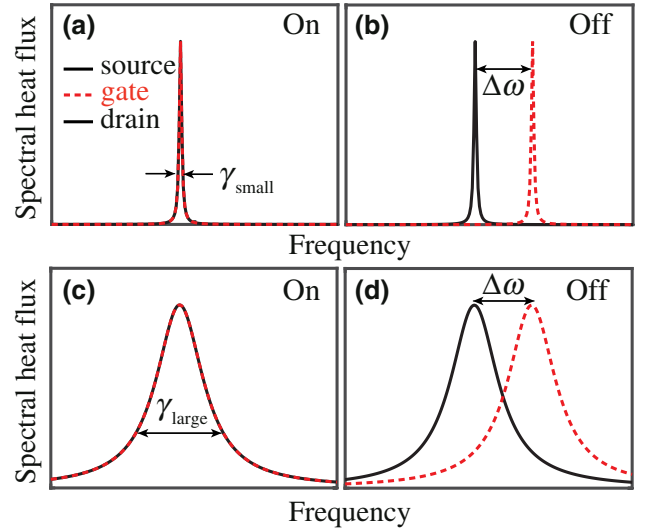 (a) On
source
gate
drain
γsmall
(b) Off
Δω
Spectral heat flux
Frequency
(c) On
γlarge
(d) Off
Δω
Spectral heat flux
Frequency